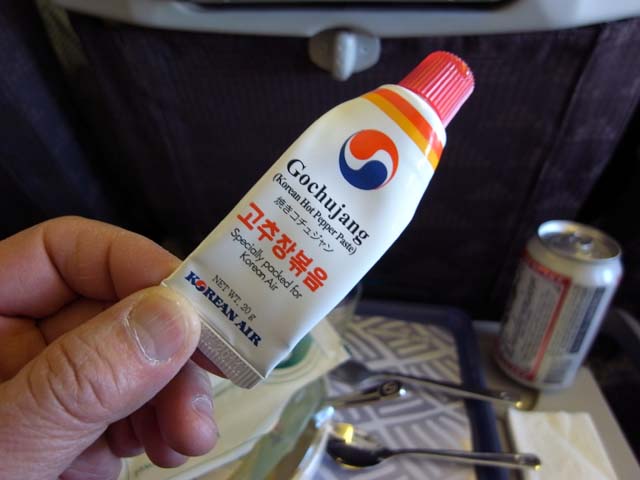 Gochujang
(Korean Hot Pepper Paste)
焼きコチュジャン
고추장볶음
Specially packed for
Korean Air
NET WT. 20 g
KOREAN AIR